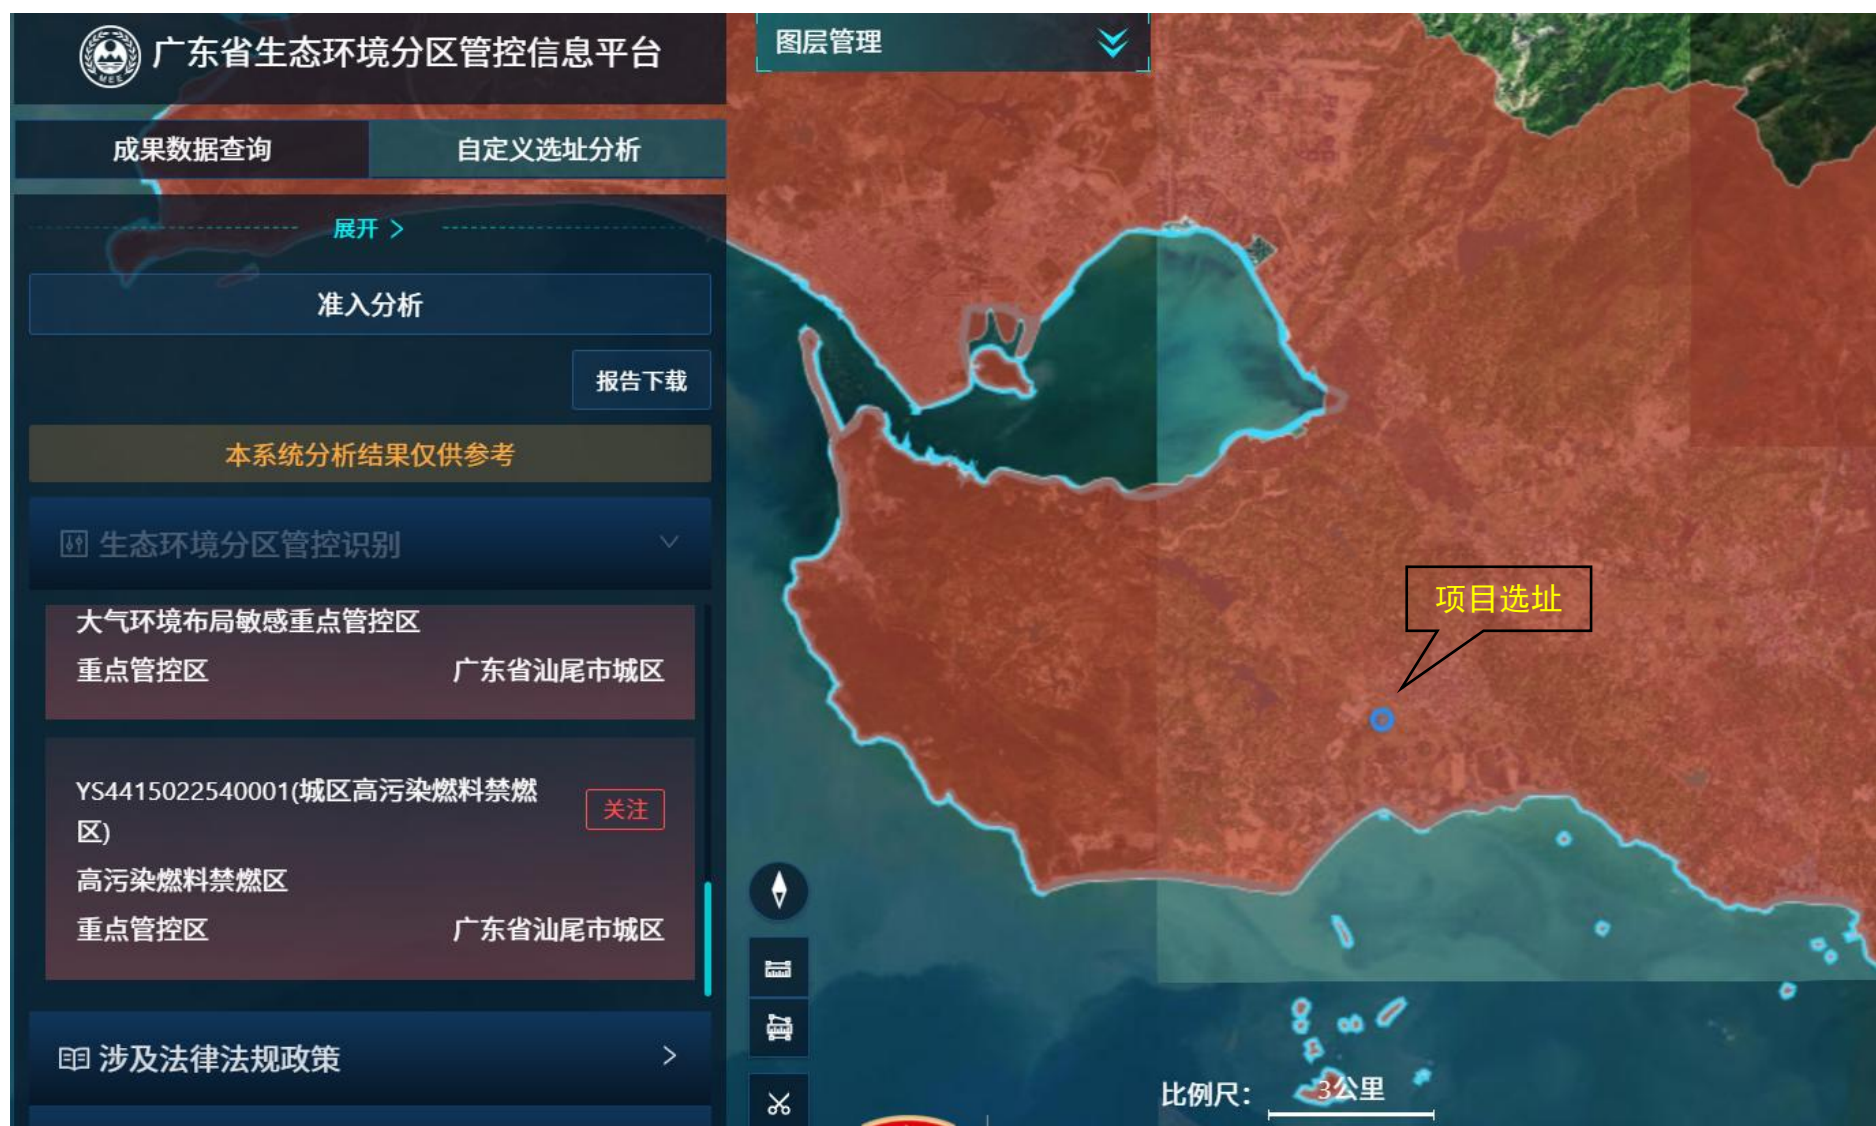 MEE
广东省生态环境分区管控信息平台
图层管理
成果数据查询
自定义选址分析
展开 >
准入分析
报告下载
本系统分析结果仅供参考
生态环境分区管控识别
大气环境布局敏感重点管控区
重点管控区 广东省汕尾市城区
YS4415022540001(城区高污染燃料禁燃
区)
关注
高污染燃料禁燃区
重点管控区 广东省汕尾市城区
涉及法律法规政策 >
项目选址
比例尺： 3公里